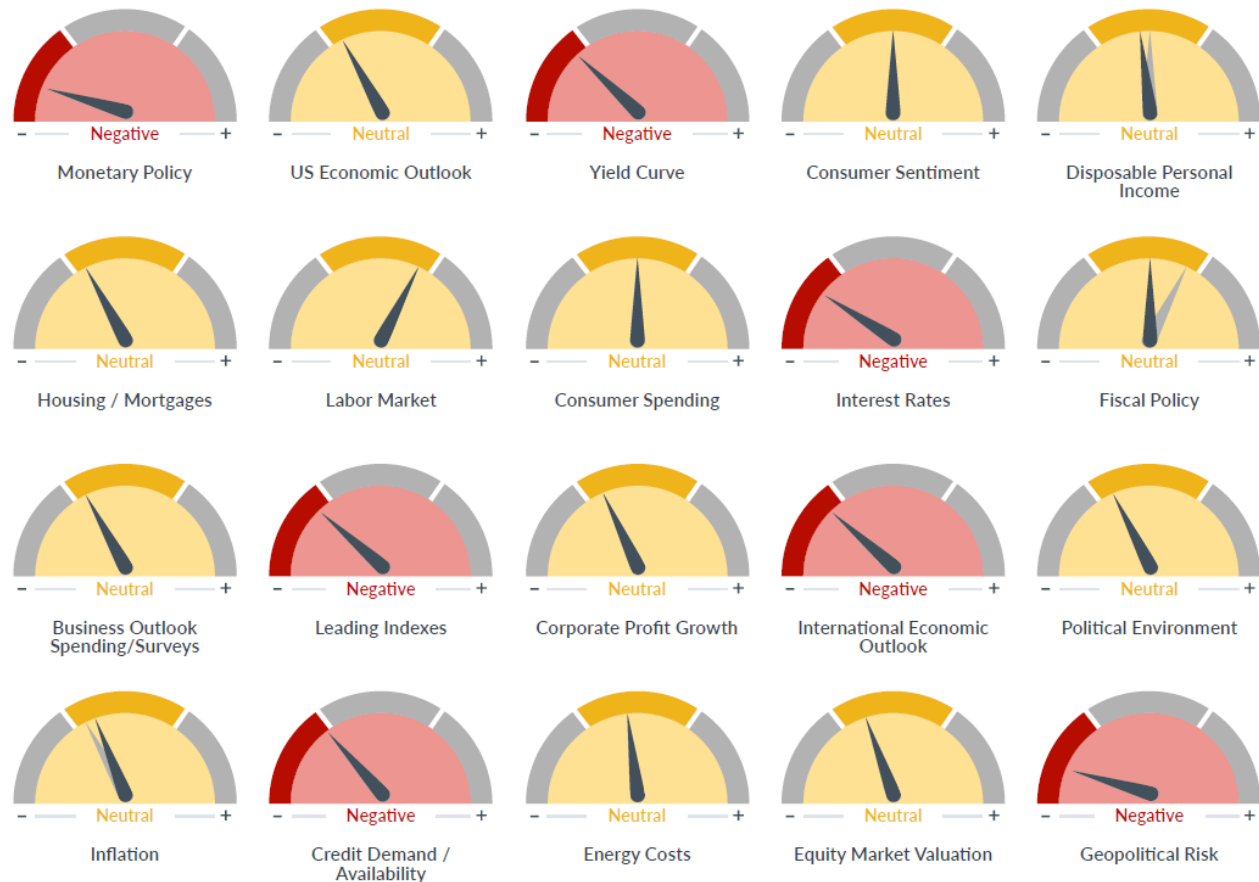 - Negative +
- Neutral +
- Negative +
- Neutral +
- Neutral +
Monetary Policy
US Economic Outlook
Yield Curve
Consumer Sentiment
Disposable Personal
Income
- Neutral +
- Neutral +
- Neutral +
- Negative +
- Neutral +
Housing / Mortgages
Labor Market
Consumer Spending
Interest Rates
Fiscal Policy
- Neutral +
- Negative +
- Neutral +
- Negative +
- Neutral +
Business Outlook
Spending/Surveys
Leading Indexes
Corporate Profit Growth
International Economic
Outlook
Political Environment
- Neutral +
- Negative +
- Neutral +
- Neutral +
- Negative +
Inflation
Credit Demand /
Availability
Energy Costs
Equity Market Valuation
Geopolitical Risk